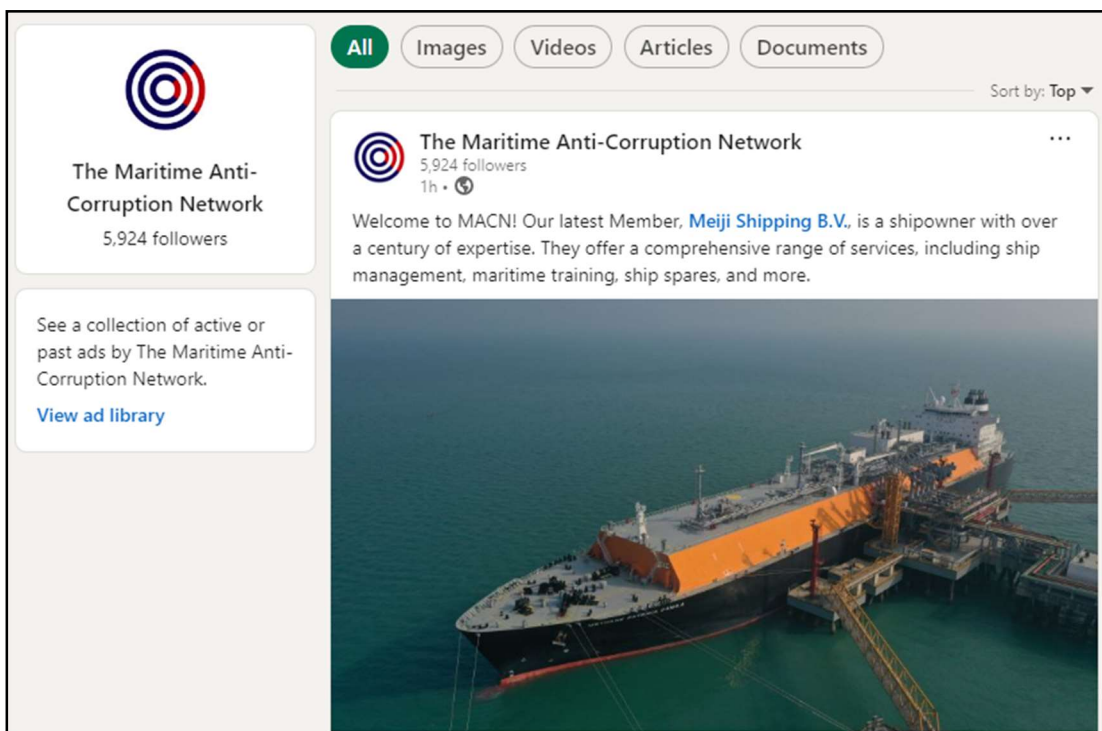 The Maritime Anti-
Corruption Network
5,924 followers
See a collection of active or
past ads by The Maritime Anti-
Corruption Network.
View ad library
All
Images
Videos
Articles
Documents
Sort by: Top
The Maritime Anti-Corruption Network
5,924 followers
1h •
Welcome to MACN! Our latest Member, Meiji Shipping B.V., is a shipowner with over
a century of expertise. They offer a comprehensive range of services, including ship
management, maritime training, ship spares, and more.